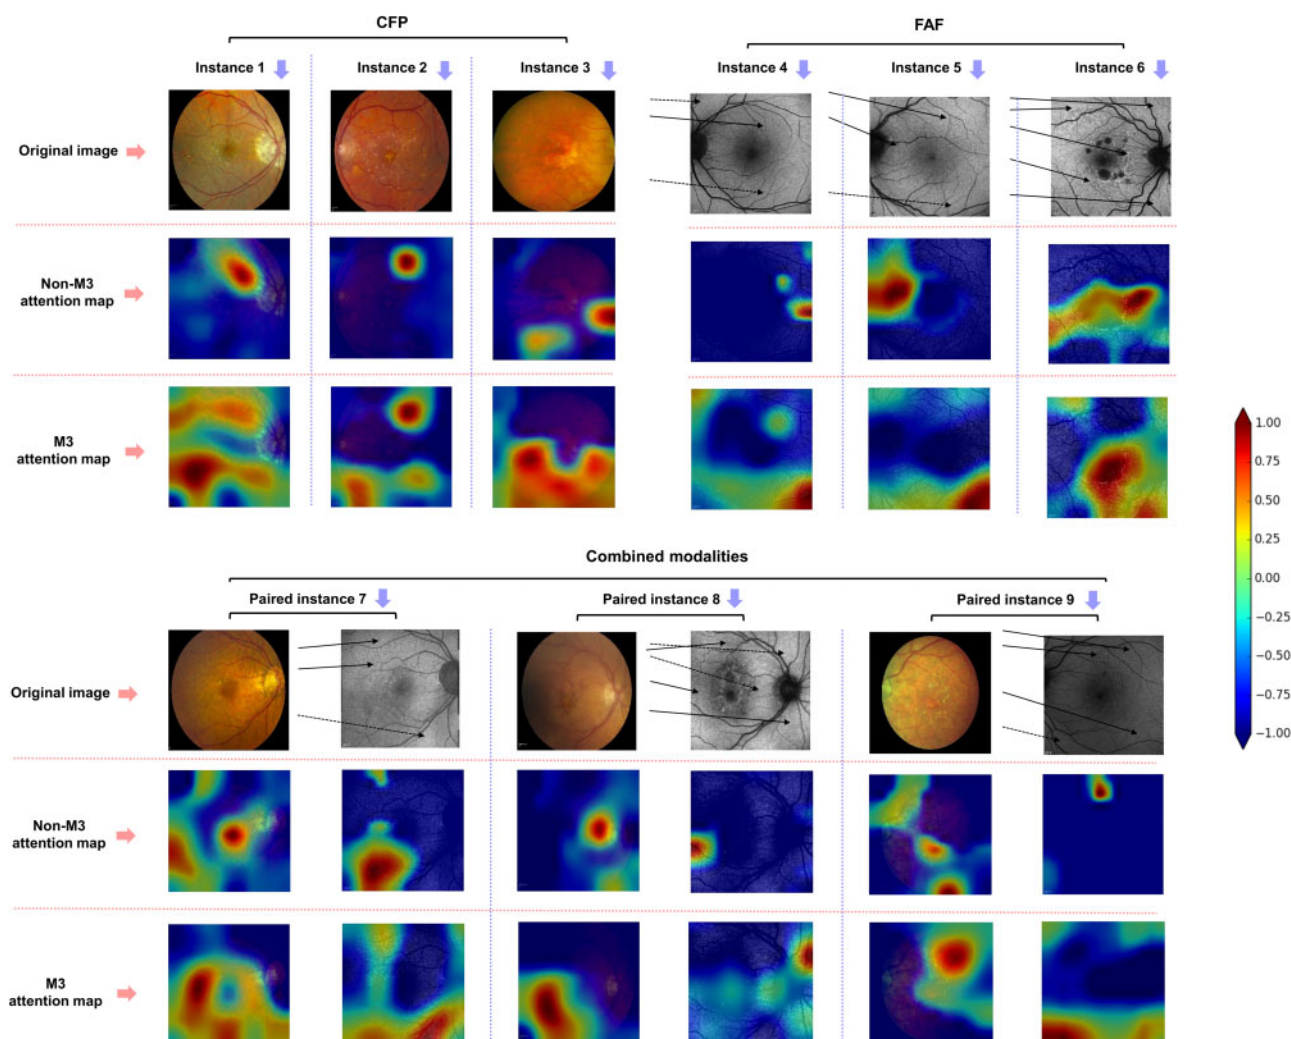 CFP
FAF
Instance 1
Instance 2
Instance 3
Instance 4
Instance 5
Instance 6
Original image
Non-M3
attention map
M3
attention map
1.00
0.75
0.50
0.25
0.00
−0.25
−0.50
−0.75
−1.00
Combined modalities
Paired instance 7
Paired instance 8
Paired instance 9
Original image
Non-M3
attention map
M3
attention map